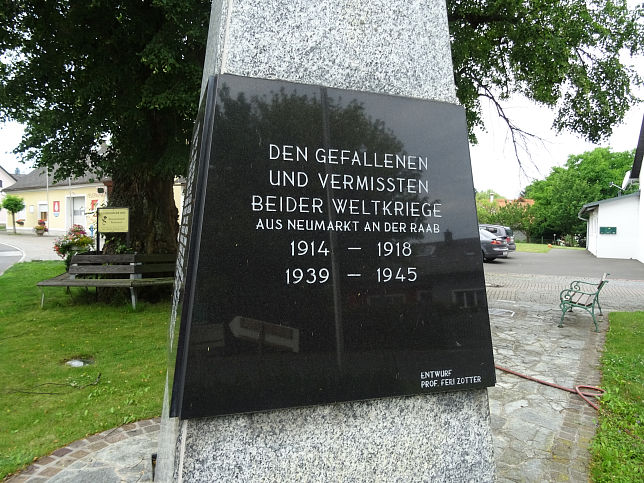 DEN GEFALLENEN
UND VERMISSTEN
BEIDER WELTKRIEGE
AUS NEUMARKT AN DER RAAB
1914 – 1918
1939 – 1945
ENTWURF
PROF. FERI ZOTTER